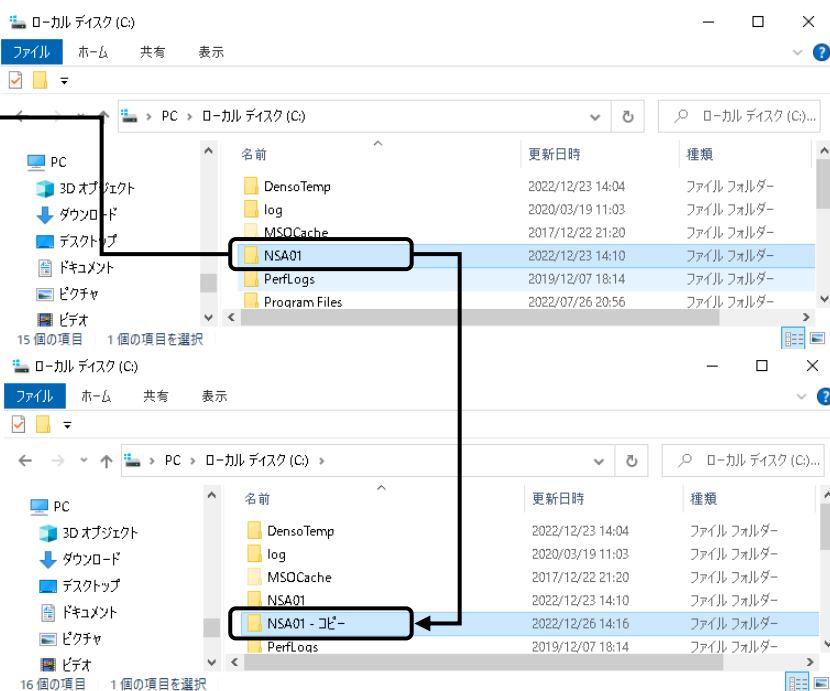 ローカル ディスク (C:)
ファイル ホーム 共有 表示
PC › ローカル ディスク (C:) ローカル ディスク (C:)...
PC
3D オブジェクト
ダウンロード
デスクトップ
ドキュメント
ピクチャ
ビデオ
名前 更新日時 種類
DensoTemp 2022/12/23 14:04 ファイル フォルダー
log 2020/03/19 11:03 ファイル フォルダー
MSOCache 2017/12/22 21:20 ファイル フォルダー
NSA01 2022/12/23 14:10 ファイル フォルダー
PerfLogs 2019/12/07 18:14 ファイル フォルダー
Program Files 2022/07/26 20:56 ファイル フォルダー
15 個の項目 1 個の項目を選択
ローカル ディスク (C:)
ファイル ホーム 共有 表示
PC › ローカル ディスク (C:) › ローカル ディスク (C:)...
PC
3D オブジェクト
ダウンロード
デスクトップ
ドキュメント
ピクチャ
ビデオ
名前 更新日時 種類
DensoTemp 2022/12/23 14:04 ファイル フォルダー
log 2020/03/19 11:03 ファイル フォルダー
MSOCache 2017/12/22 21:20 ファイル フォルダー
NSA01 2022/12/23 14:10 ファイル フォルダー
NSA01 - コピー 2022/12/26 14:16 ファイル フォルダー
PerfLogs 2019/12/07 18:14 ファイル フォルダー
16 個の項目 1 個の項目を選択